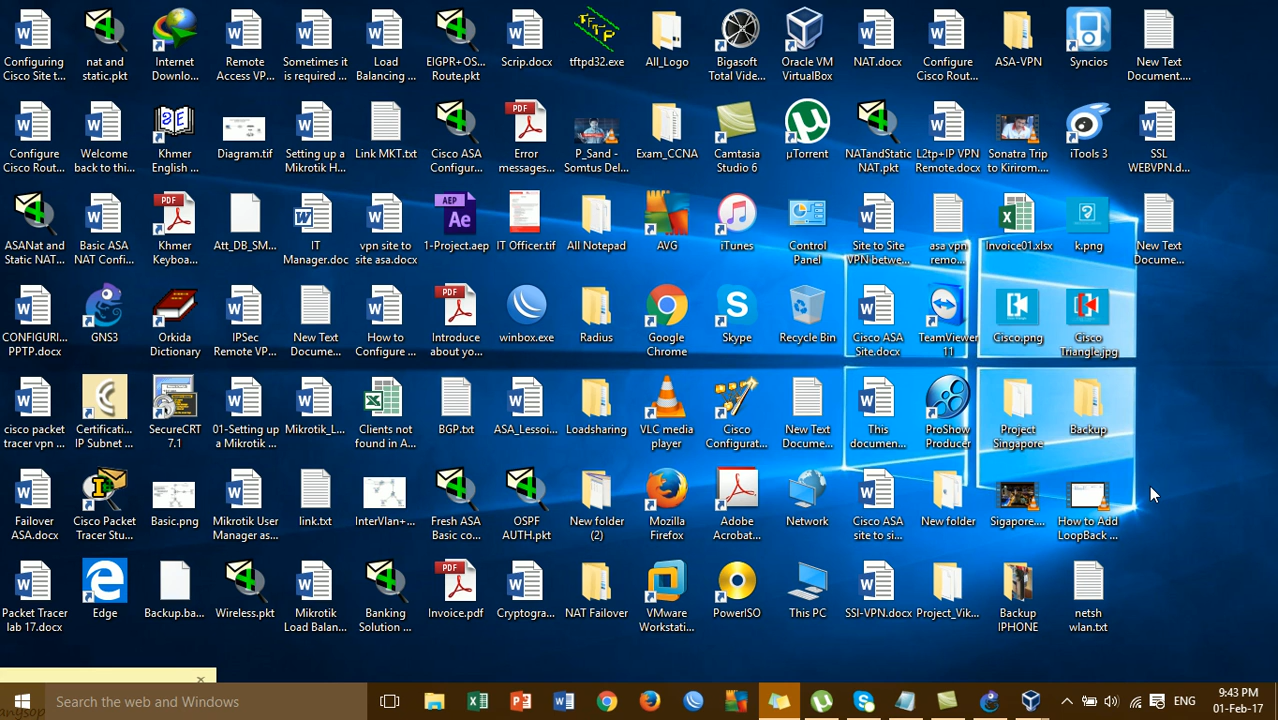 Configuring
Cisco Site t...
nat and
static.pkt
Internet
Downlo...
Remote
Access VP...
Sometimes it
is required ...
Load
Balancing ...
EIGPR+OS...
Route.pkt
Scrip.docx
TFTP
tftpd32.exe
All_Logo
Bigasoft
Total Vide...
Oracle VM
VirtualBox
NAT.docx
Configure
Cisco Rout...
ASA-VPN
Syncios
New Text
Document....
Configure
Cisco Rout...
Welcome
back to thi...
Khmer
English ...
Diagram.tif
Setting up a
Mikrotik H...
Link MKT.txt
Cisco ASA
Configur...
PDF
Error
messages...
P_Sand -
Somtus Del...
Exam_CCNA
Camtasia
Studio 6
µTorrent
NATandStatic
NAT.pkt
L2tp+IP VPN
Remote.docx
Sonatra Trip
to Kirirom....
iTools 3
SSL
WEBVPN.d...
ASANat and
Static NAT...
Basic ASA
NAT Confi...
PDF
Khmer
Keyboa...
Att_DB_SM...
IT
Manager.doc
vpn site to
site asa.docx
AEP
Ae
1-Project.aep
IT Officer.tif
All Notepad
AVG
iTunes
Control
Panel
Site to Site
VPN betwe...
asa vpn
remo...
Invoice01.xlsx
k.png
New Text
Docume...
CONFIGURI...
PPTP.docx
GNS3
Orkida
Dictionary
IPSec
Remote VP...
New Text
Docume...
How to
Configure ...
PDF
Introduce
about yo...
winbox.exe
Radius
Google
Chrome
Skype
Recycle Bin
Cisco ASA
Site.docx
TeamViewer
11
Cisco.png
Cisco
Triangle.jpg
cisco packet
tracer vpn ...
Certificati...
IP Subnet ...
SecureCRT
7.1
01-Setting up
a Mikrotik ...
Mikrotik_L...
Clients not
found in A...
BGP.txt
ASA_Lessoi...
Loadsharing
VLC media
player
Cisco
Configurat...
New Text
Docume...
This
documen...
ProShow
Producer
Project
Singapore
Backup
Failover
ASA.docx
Cisco Packet
Tracer Stu...
Basic.png
Mikrotik User
Manager as...
link.txt
InterVlan+...
Fresh ASA
Basic co...
OSPF
AUTH.pkt
New folder
(2)
Mozilla
Firefox
Adobe
Acrobat...
Network
Cisco ASA
site to si...
New folder
Sigapore....
How to Add
LoopBack ...
Packet Tracer
lab 17.docx
Edge
Backup.ba...
Wireless.pkt
Mikrotik
Load Balan...
Banking
Solution ...
PDF
Invoice.pdf
Cryptogra...
NAT Failover
VMware
Workstati...
PowerISO
This PC
SSl-VPN.docx
Project_Vik...
Backup
IPHONE
netsh
wlan.txt
Search the web and Windows
ENG
9:43 PM
01-Feb-17